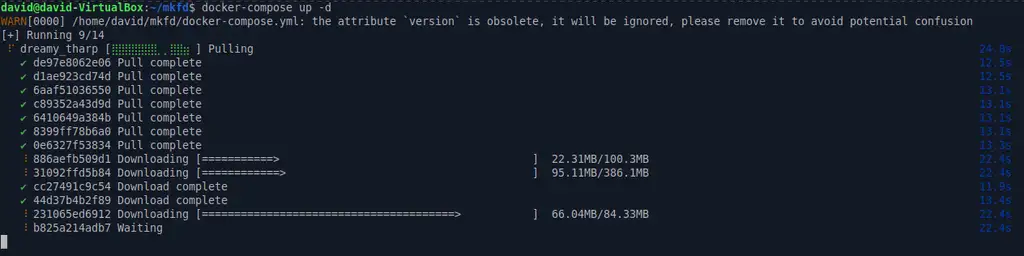 david@david-VirtualBox:~/mkfd$ docker-compose up -d
WARN[0000] /home/david/mkfd/docker-compose.yml: the attribute `version` is obsolete, it will be ignored, please remove it to avoid potential confusion
[+] Running 9/14
⠋ dreamy_tharp [⣿⣿⣿⣿⣿⣿⣿⣀⣀⣿⣿⣶ ] Pulling 24.8s
✔ de97e8062e06 Pull complete 12.5s
✔ d1ae923cd74d Pull complete 12.5s
✔ 6aaf51036550 Pull complete 13.1s
✔ c89352a43d9d Pull complete 13.1s
✔ 6410649a384b Pull complete 13.1s
✔ 8399ff78b6a0 Pull complete 13.1s
✔ 0e6327f53834 Pull complete 13.3s
⠸ 886aefb509d1 Downloading [===========> ] 22.31MB/100.3MB 22.4s
⠸ 31092ffd5b84 Downloading [============> ] 95.11MB/386.1MB 22.4s
✔ cc27491c9c54 Download complete 11.9s
✔ 44d37b4b2f89 Download complete 13.4s
⠸ 231065ed6912 Downloading [=======================================> ] 66.04MB/84.33MB 22.4s
⠸ b825a214adb7 Waiting 22.4s